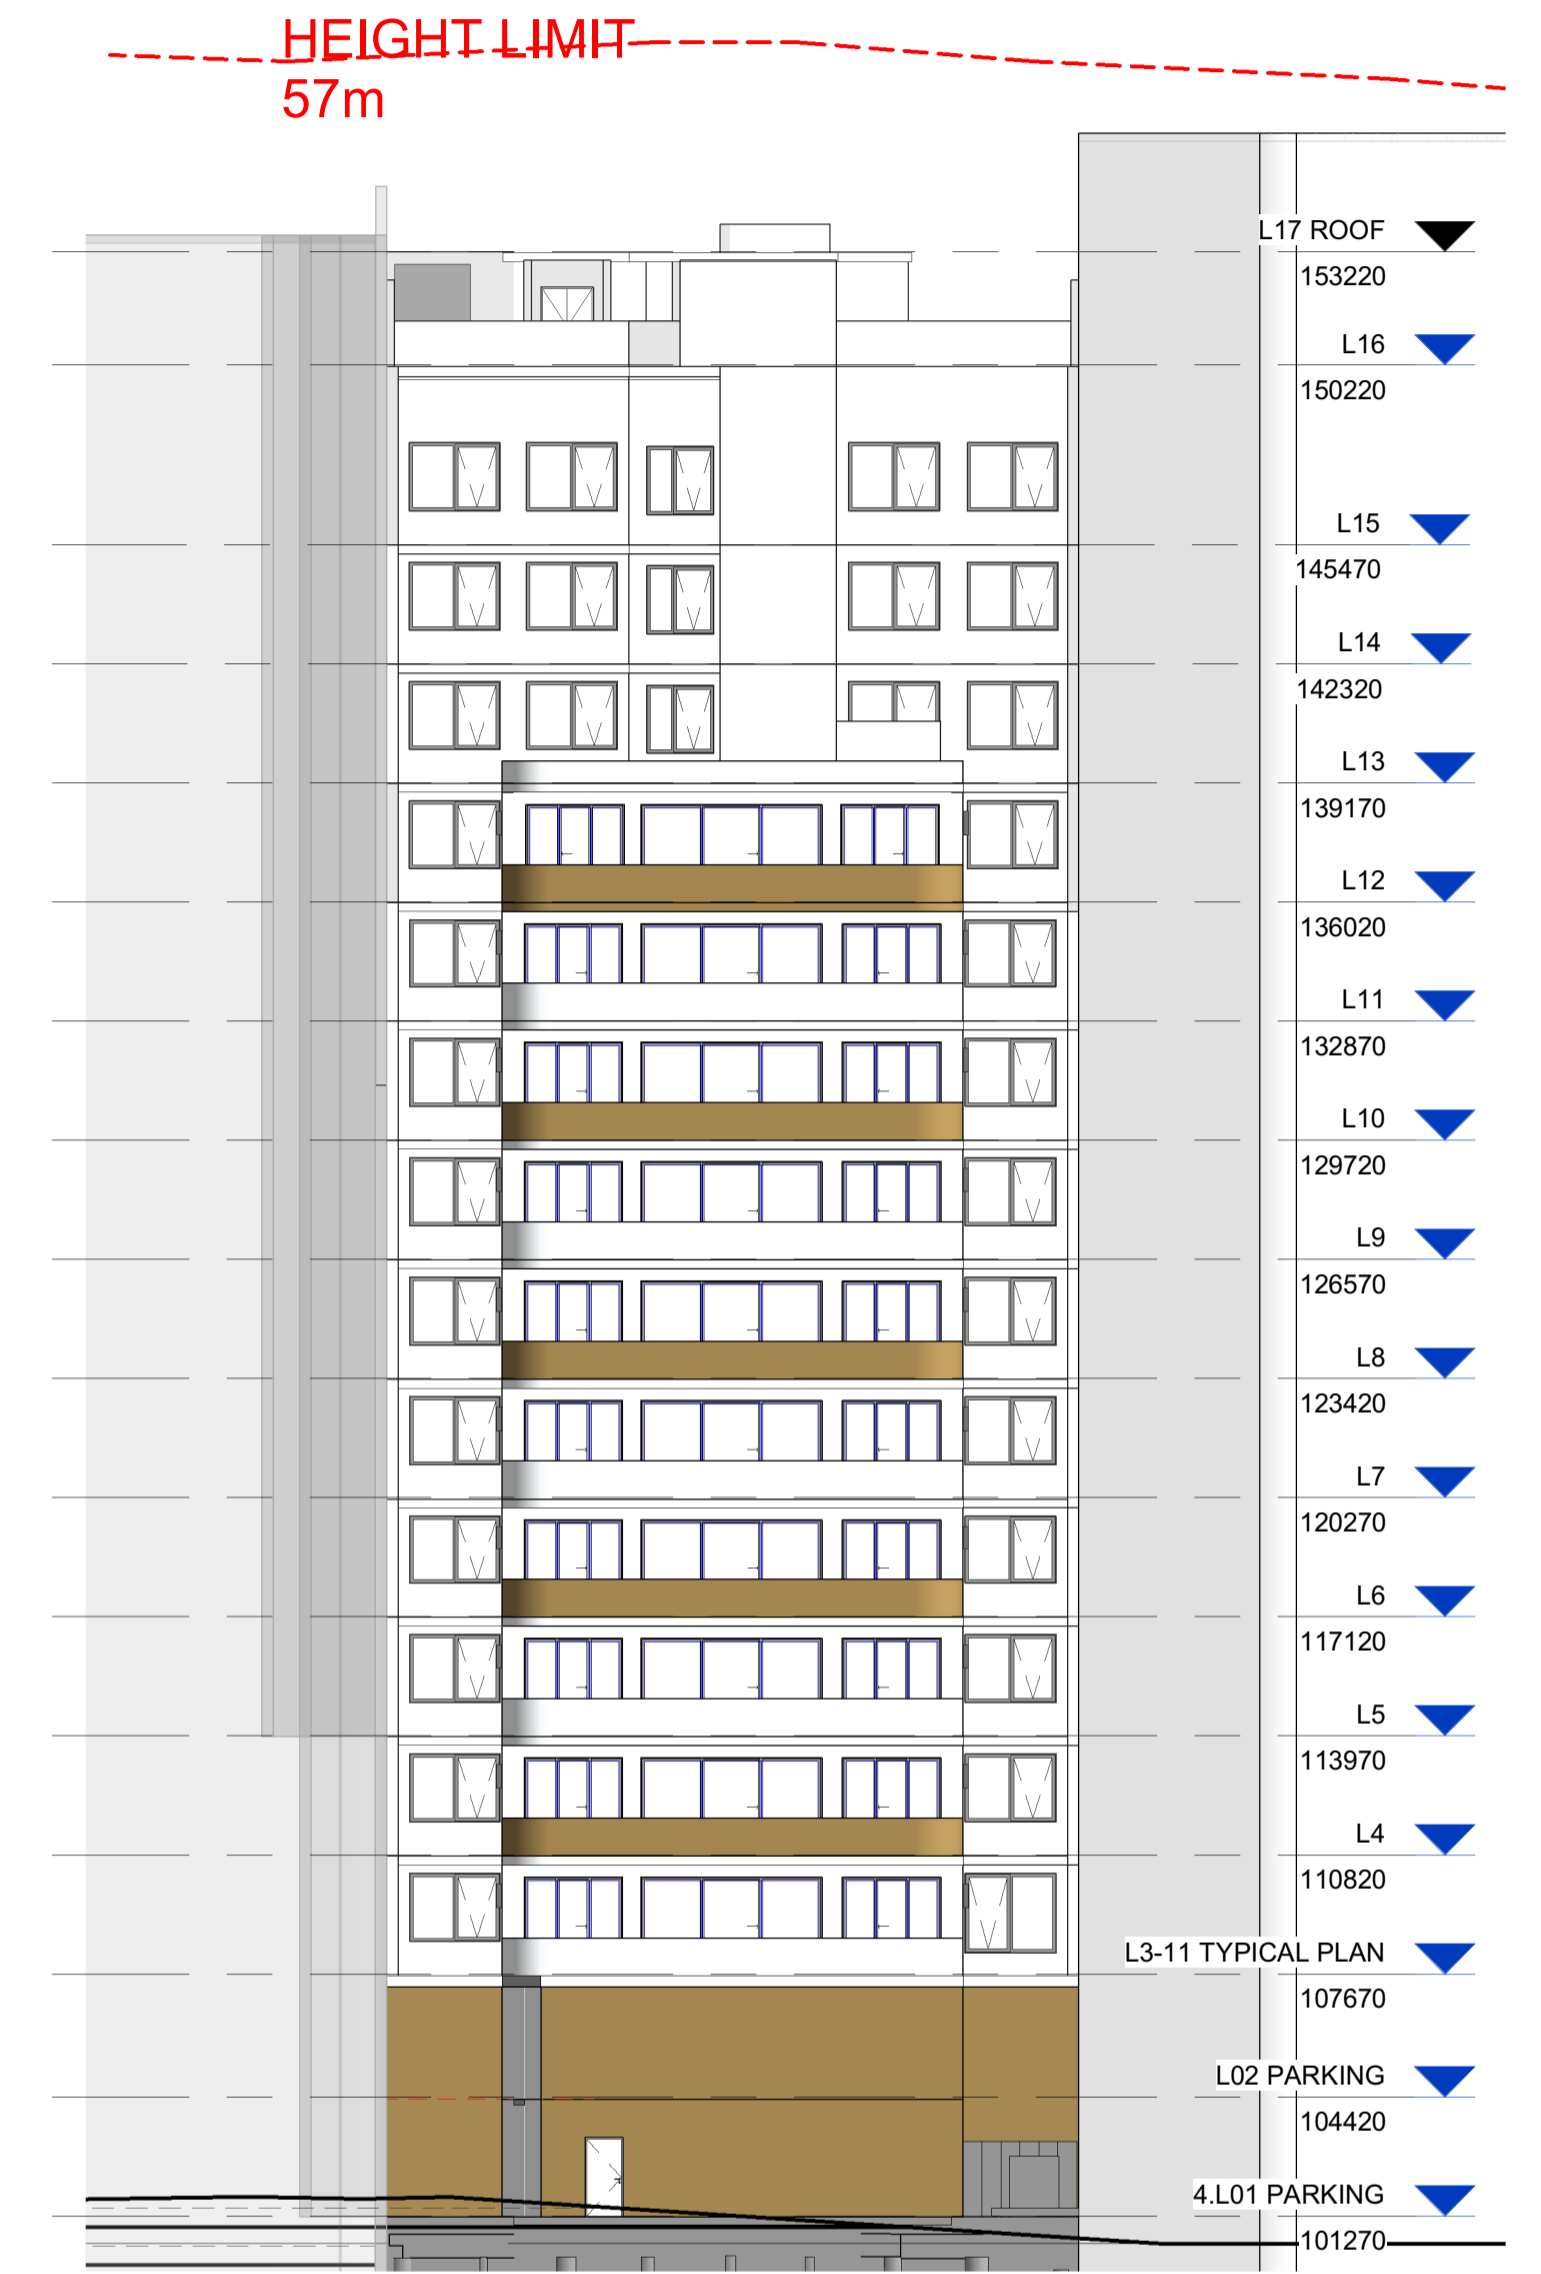 HEIGHT LIMIT
57m
L17 ROOF
153220
L16
150220
L15
145470
L14
142320
L13
139170
L12
136020
L11
132870
L10
129720
L9
126570
L8
123420
L7
120270
L6
117120
L5
113970
L4
110820
L3-11 TYPICAL PLAN
107670
L02 PARKING
104420
4.L01 PARKING
101270